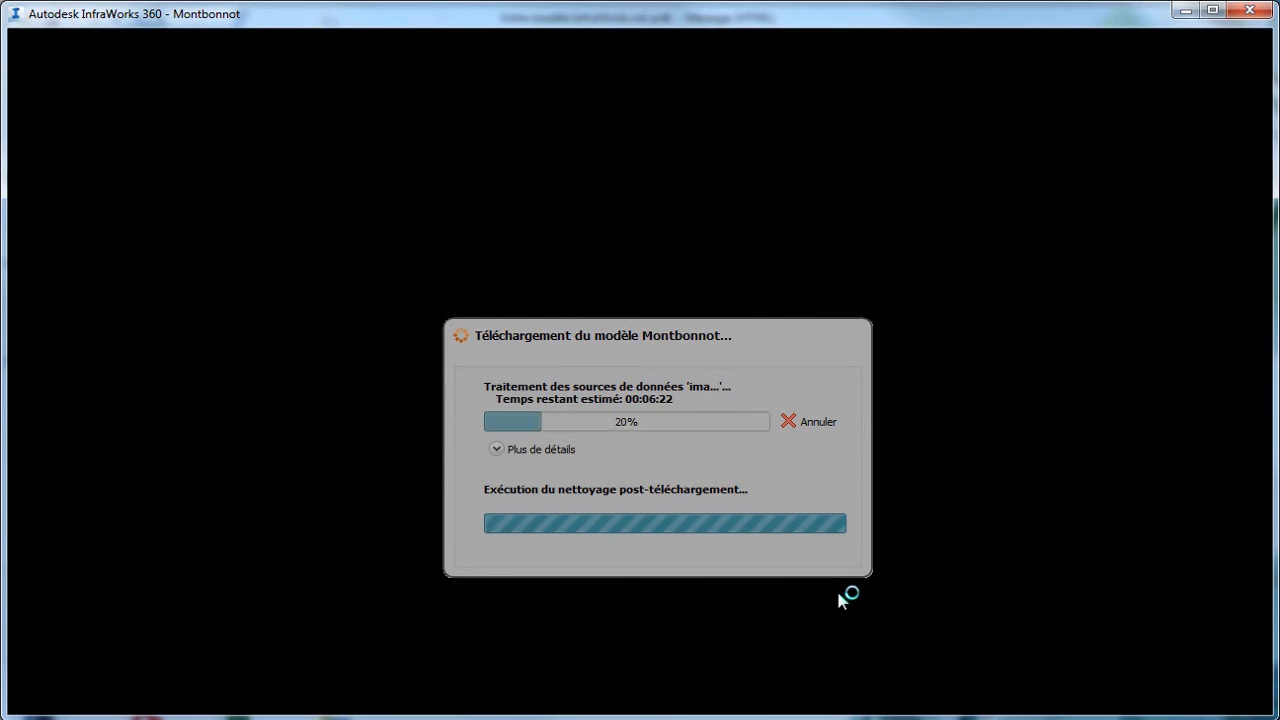 Autodesk InfraWorks 360 - Montbonnot
Téléchargement du modèle Montbonnot...
Traitement des sources de données 'ima...'...
Temps restant estimé: 00:06:22
20%
Annuler
Plus de détails
Exécution du nettoyage post-téléchargement...